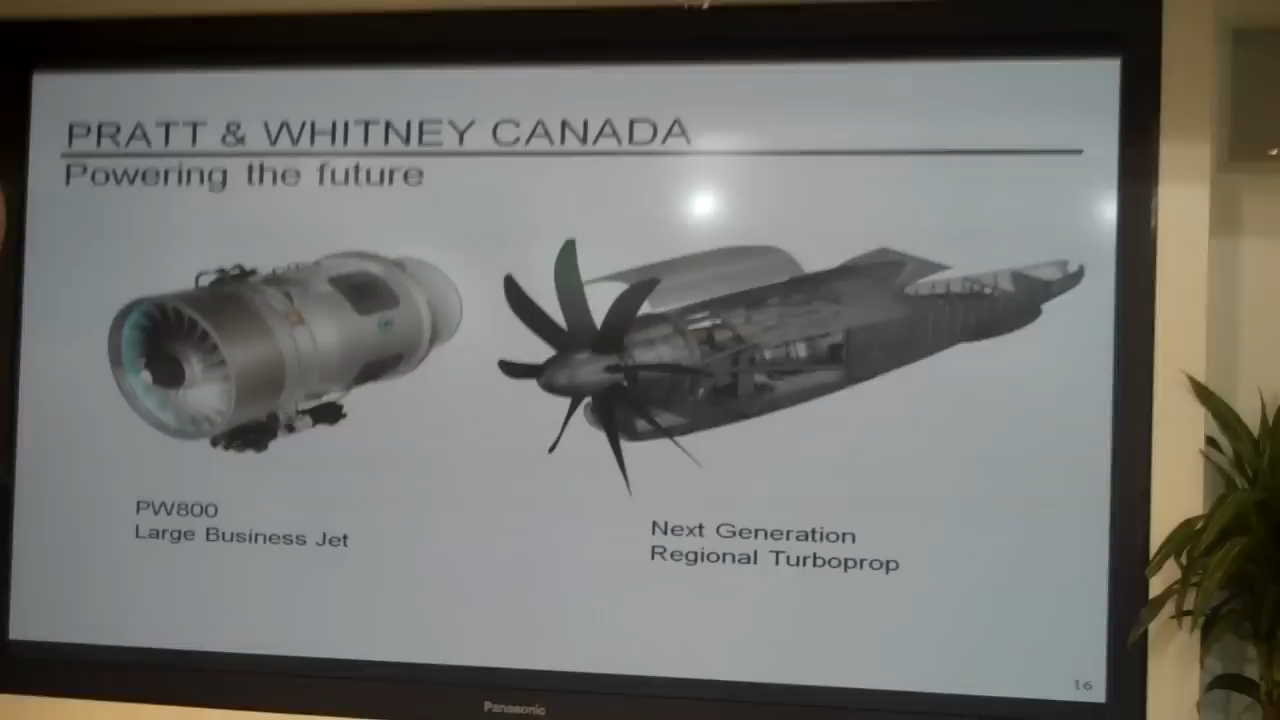 PRATT & WHITNEY CANADA
Powering the future
PW800
Large Business Jet
Next Generation
Regional Turboprop
16
Panasonic